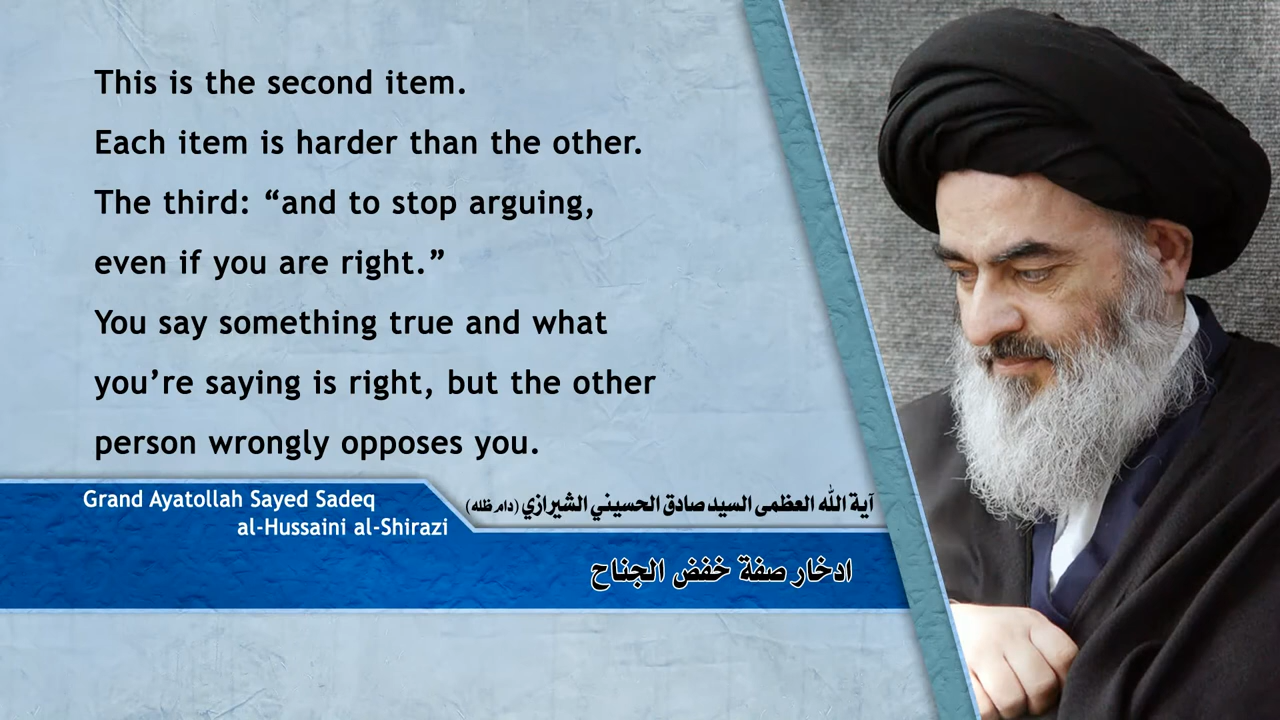 This is the second item.
Each item is harder than the other.
The third: “and to stop arguing,
even if you are right.”
You say something true and what
you’re saying is right, but the other
person wrongly opposes you.
Grand Ayatollah Sayed Sadeq
al-Hussaini al-Shirazi
آية الله العظمى السيد صادق الحسيني الشيرازي (دام ظله)
ادخار صفة خفض الجناح